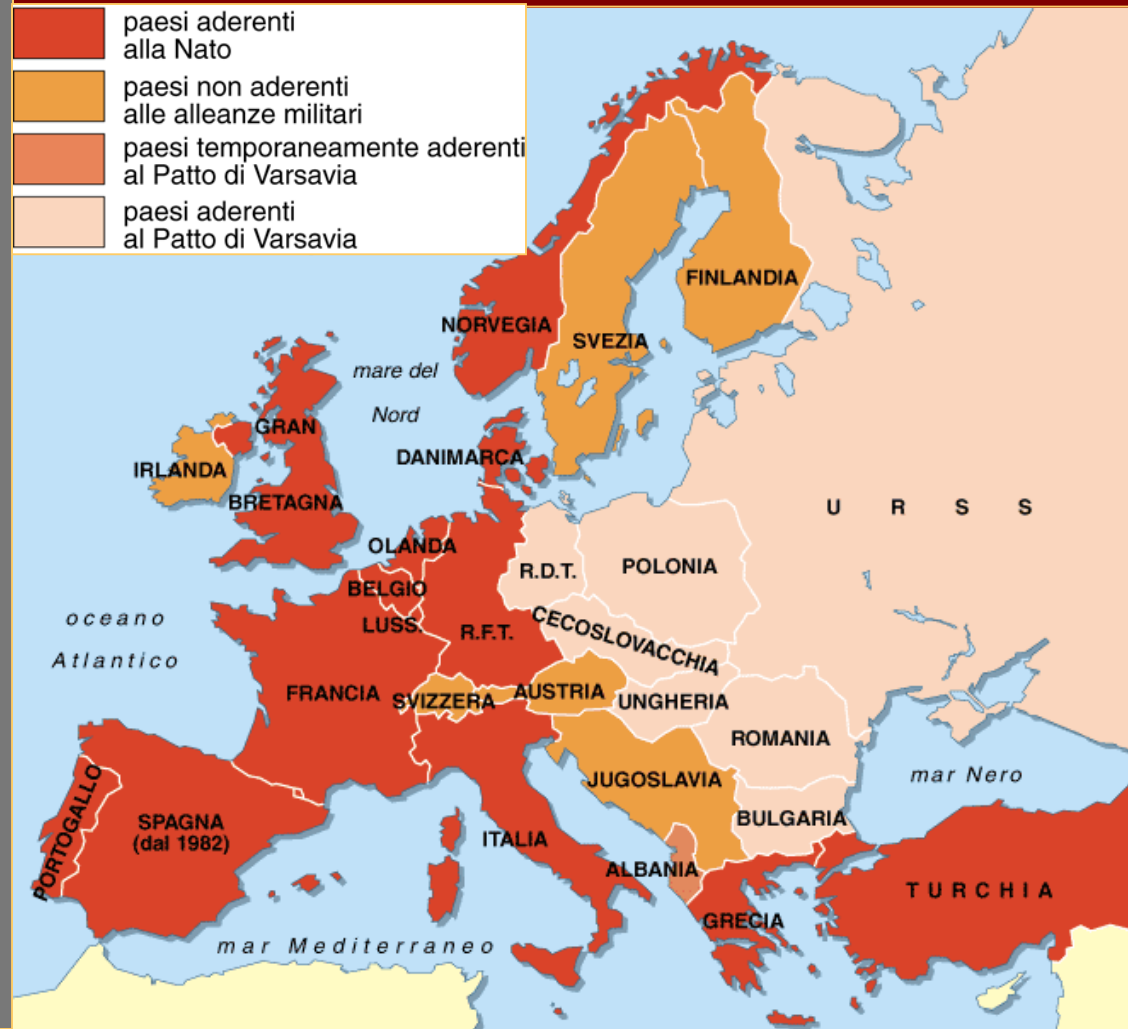 paesi aderenti
alla Nato
paesi non aderenti
alle alleanze militari
paesi temporaneamente aderenti
al Patto di Varsavia
paesi aderenti
al Patto di Varsavia
FINLANDIA
NORVEGIA
SVEZIA
mare del
Nord
GRAN
BRETAGNA
IRLANDA
DANIMARCA
U R S S
OLANDA
BELGIO
LUSS.
R.D.T.
POLONIA
R.F.T.
CECOSLOVACCHIA
oceano
Atlantico
FRANCIA
SVIZZERA
AUSTRIA
UNGHERIA
ROMANIA
JUGOSLAVIA
mar Nero
BULGARIA
PORTOGALLO
SPAGNA
(dal 1982)
ITALIA
ALBANIA
TURCHIA
GRECIA
mar Mediterraneo